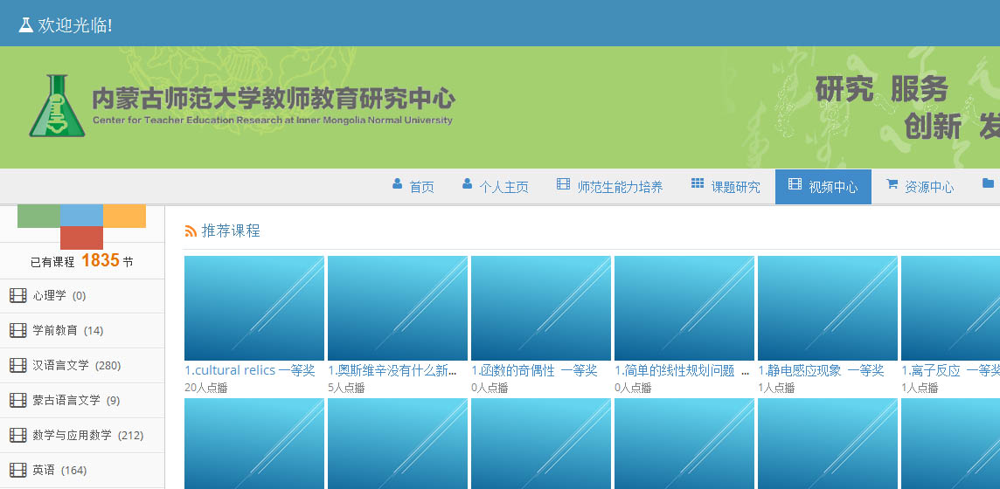 欢迎光临!
内蒙古师范大学教师教育研究中心
Center for Teacher Education Research at Inner Mongolia Normal University
研究 服务
创新 发
首页 个人主页 师范生能力培养 课题研究 视频中心 资源中心
推荐课程
已有课程 1835 节
心理学 (0)
学前教育 (14)
汉语言文学 (280)
蒙古语言文学 (9)
数学与应用数学 (212)
英语 (164)
1.cultural relics 一等奖
20人点播
1.奥斯维辛没有什么新...
5人点播
1.函数的奇偶性 一等奖
0人点播
1.简单的线性规划问题 ...
0人点播
1.静电感应现象 一等奖
1人点播
1.离子反应 一等奖
1人点播